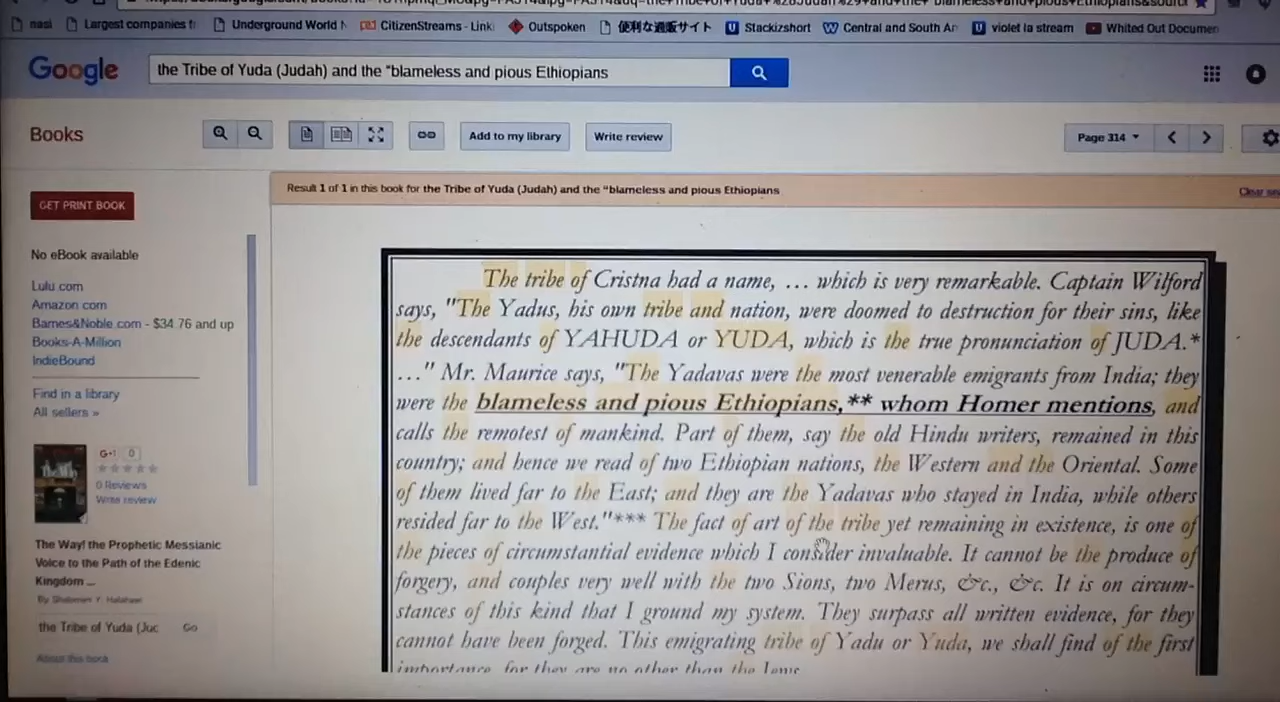 nasi Largest companies Underground World N CitizenStreams - Link Outspoken 便利な通販サイト Stackizshort Central and South Ar violet la stream Whited Out Documen
Google the Tribe of Yuda (Judah) and the "blameless and pious Ethiopians
Books Add to my library Write review Page 314
Result 1 of 1 in this book for the Tribe of Yuda (Judah) and the "blameless and pious Ethiopians
GET PRINT BOOK
No eBook available
Lulu.com
Amazon.com
Barnes&Noble.com - $34.76 and up
Books-A-Million
IndieBound
Find in a library
All sellers »
G+1 0
0 Reviews
Write review
The Way! the Prophetic Messianic
Voice to the Path of the Edenic
Kingdom ...
the Tribe of Yuda (Juc Go
About this book
The tribe of Cristna had a name, ... which is very remarkable. Captain Wilford
says, "The Yadus, his own tribe and nation, were doomed to destruction for their sins, like
the descendants of YAHUDA or YUDA, which is the true pronunciation of JUDA.*
..." Mr. Maurice says, "The Yadavas were the most venerable emigrants from India; they
were the blameless and pious Ethiopians,** whom Homer mentions, and
calls the remotest of mankind. Part of them, say the old Hindu writers, remained in this
country; and hence we read of two Ethiopian nations, the Western and the Oriental. Some
of them lived far to the East; and they are the Yadavas who stayed in India, while others
resided far to the West."*** The fact of art of the tribe yet remaining in existence, is one of
the pieces of circumstantial evidence which I consider invaluable. It cannot be the produce of
forgery, and couples very well with the two Sions, two Merus, &c., &c. It is on circum-
stances of this kind that I ground my system. They surpass all written evidence, for they
cannot have been forged. This emigrating tribe of Yadu or Yuda, we shall find of the first
importance, for they are no other than the